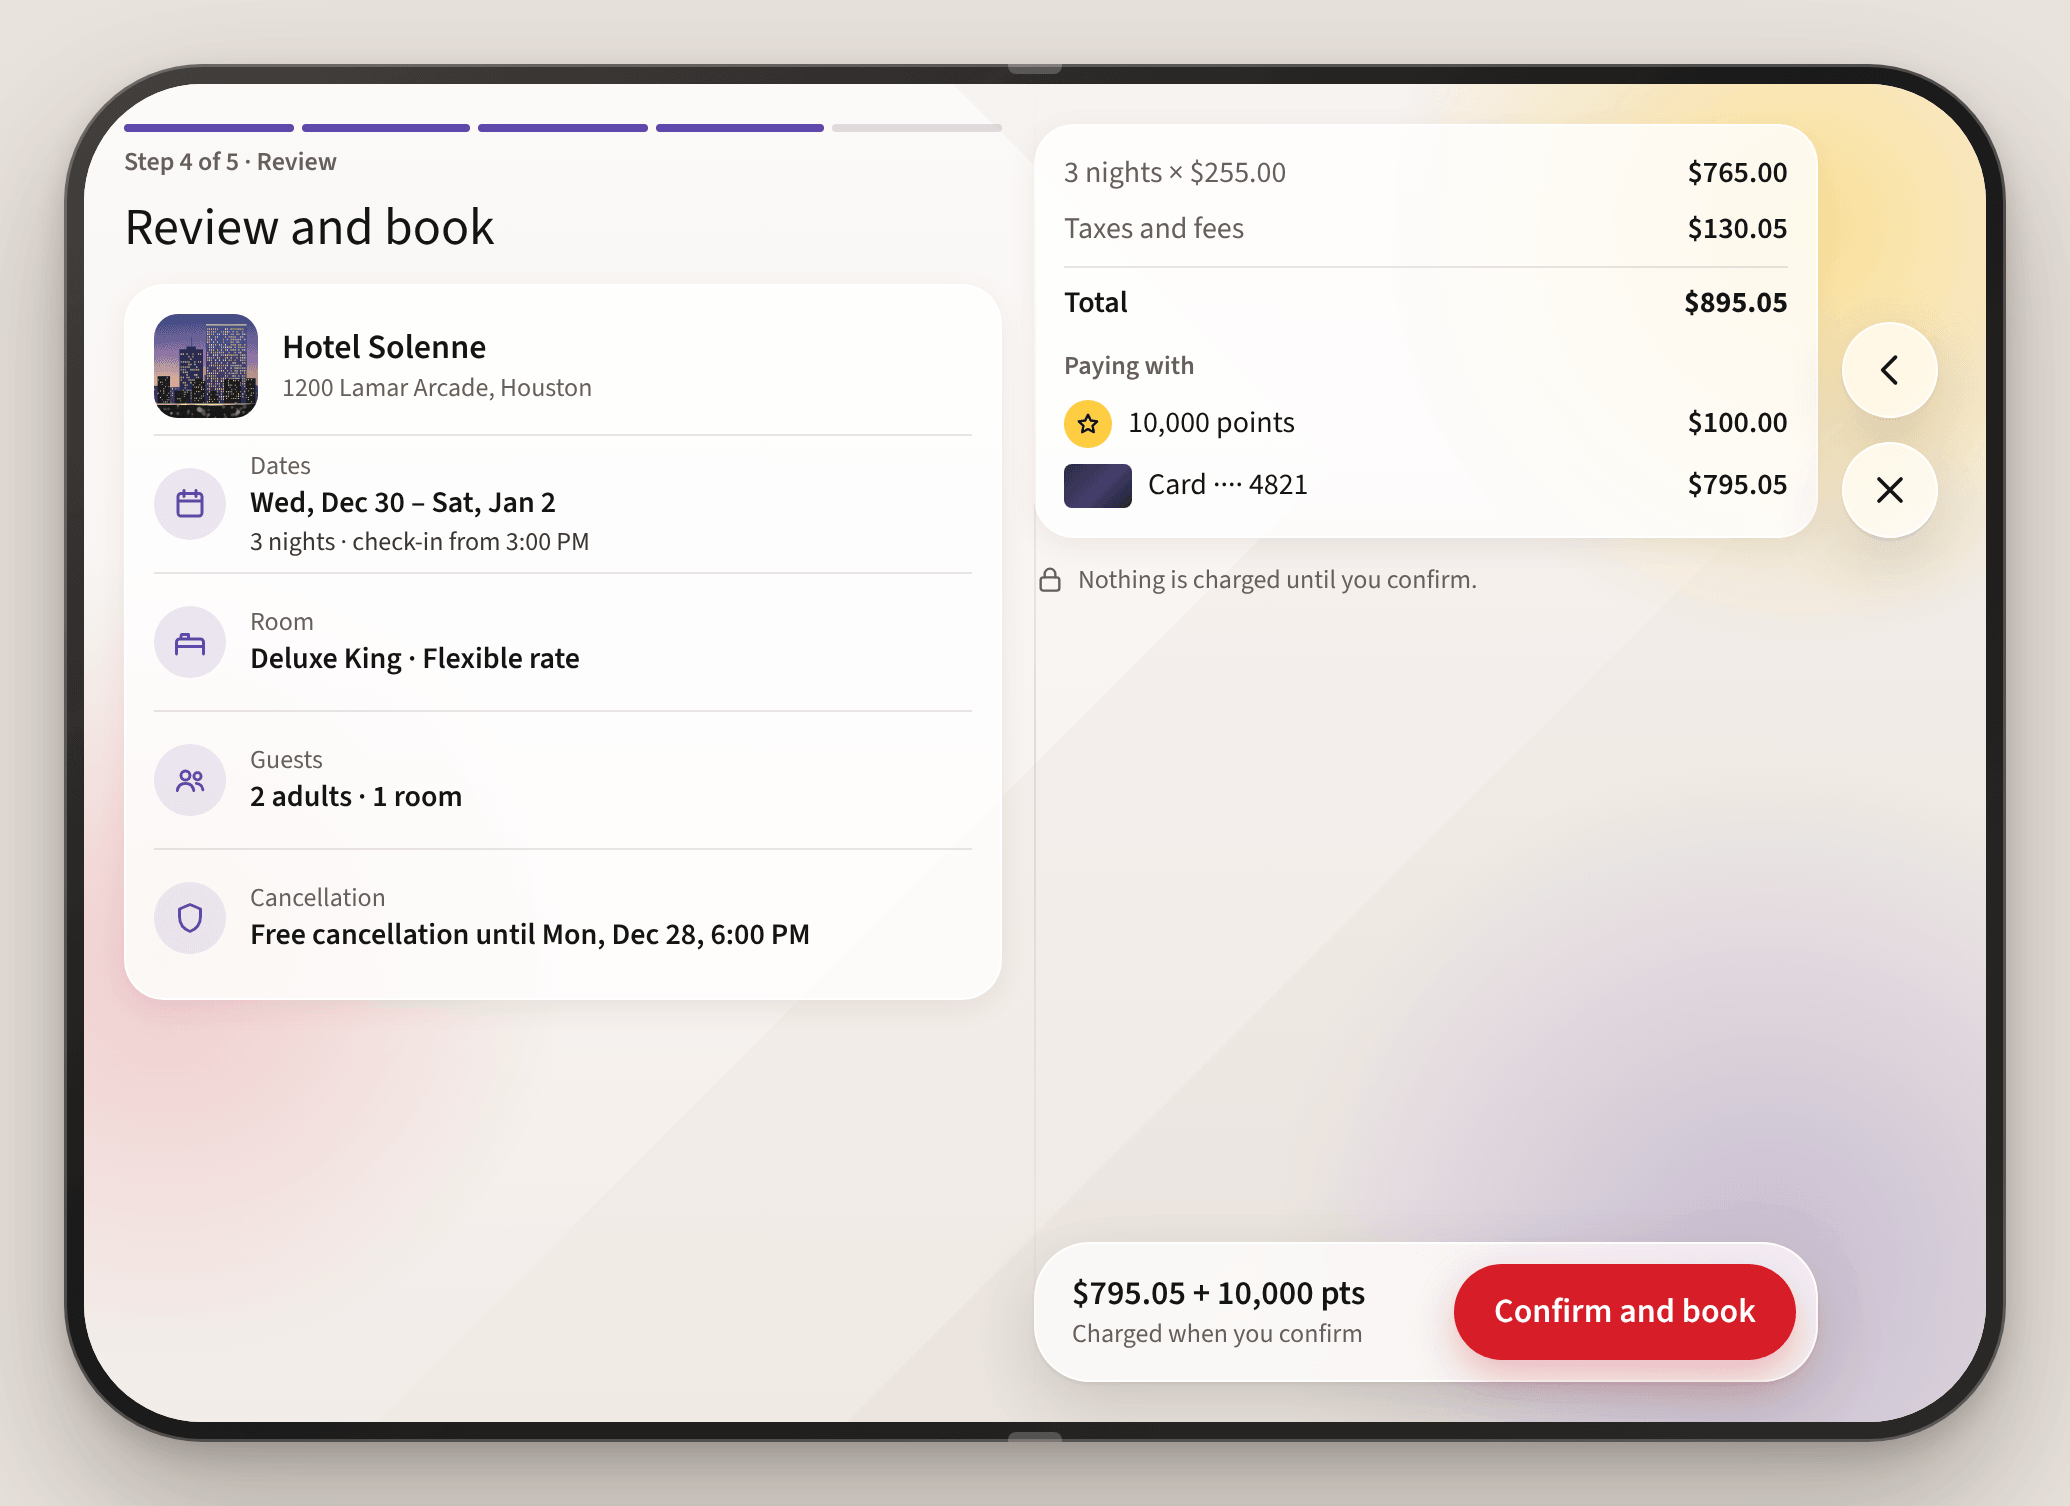 Step 4 of 5 · Review
Review and book
Hotel Solenne
1200 Lamar Arcade, Houston
Dates
Wed, Dec 30 – Sat, Jan 2
3 nights · check-in from 3:00 PM
Room
Deluxe King · Flexible rate
Guests
2 adults · 1 room
Cancellation
Free cancellation until Mon, Dec 28, 6:00 PM
3 nights × $255.00 $765.00
Taxes and fees $130.05
Total $895.05
Paying with
10,000 points $100.00
Card ···· 4821 $795.05
Nothing is charged until you confirm.
$795.05 + 10,000 pts
Charged when you confirm
Confirm and book